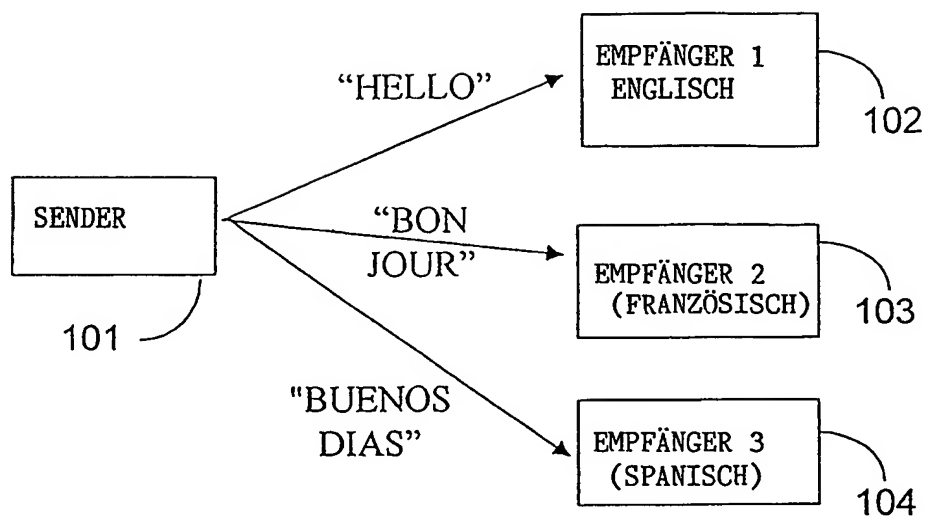 EMPFÄNGER 1
ENGLISCH
102
“HELLO”
SENDER
101
“BON
JOUR”
EMPFÄNGER 2
(FRANZÖSISCH)
103
"BUENOS
DIAS”
EMPFÄNGER 3
(SPANISCH)
104